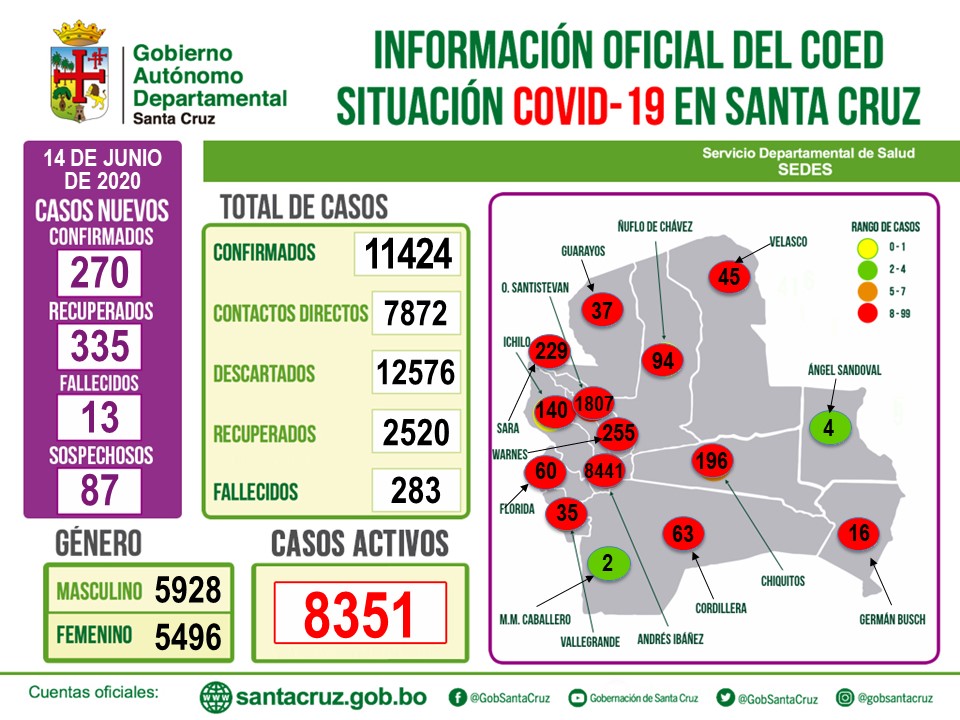 Gobierno
Autónomo
Departamental
Santa Cruz
INFORMACIÓN OFICIAL DEL COED
SITUACIÓN COVID-19 EN SANTA CRUZ
Servicio Departamental de Salud
SEDES
14 DE JUNIO
DE 2020
CASOS NUEVOS
CONFIRMADOS
270
RECUPERADOS
335
FALLECIDOS
13
SOSPECHOSOS
87
TOTAL DE CASOS
CONFIRMADOS 11424
CONTACTOS DIRECTOS 7872
DESCARTADOS 12576
RECUPERADOS 2520
FALLECIDOS 283
GÉNERO
MASCULINO 5928
FEMENINO 5496
CASOS ACTIVOS
8351
RANGO DE CASOS
0 - 1
2 - 4
5 - 7
8 - 99
ÑUFLO DE CHÁVEZ
VELASCO
GUARAYOS
45
O. SANTISTEVAN
37
ICHILO
229
94
ÁNGEL SANDOVAL
140
1807
4
SARA
255
WARNES
60
8441
196
FLORIDA
35
63
16
2
CHIQUITOS
CORDILLERA
M.M. CABALLERO
GERMÁN BUSCH
VALLEGRANDE
ANDRÉS IBÁÑEZ
Cuentas oficiales:
santacruz.gob.bo
@GobSantaCruz
Gobernación de Santa Cruz
@GobSantaCruz
@gobsantacruz